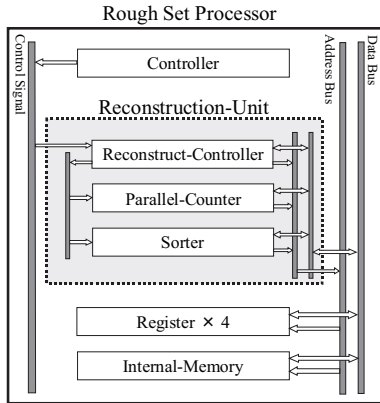 Rough Set Processor
Control Signal
Controller
Address Bus
Data Bus
Reconstruction-Unit
Reconstruct-Controller
Parallel-Counter
Sorter
Register × 4
Internal-Memory